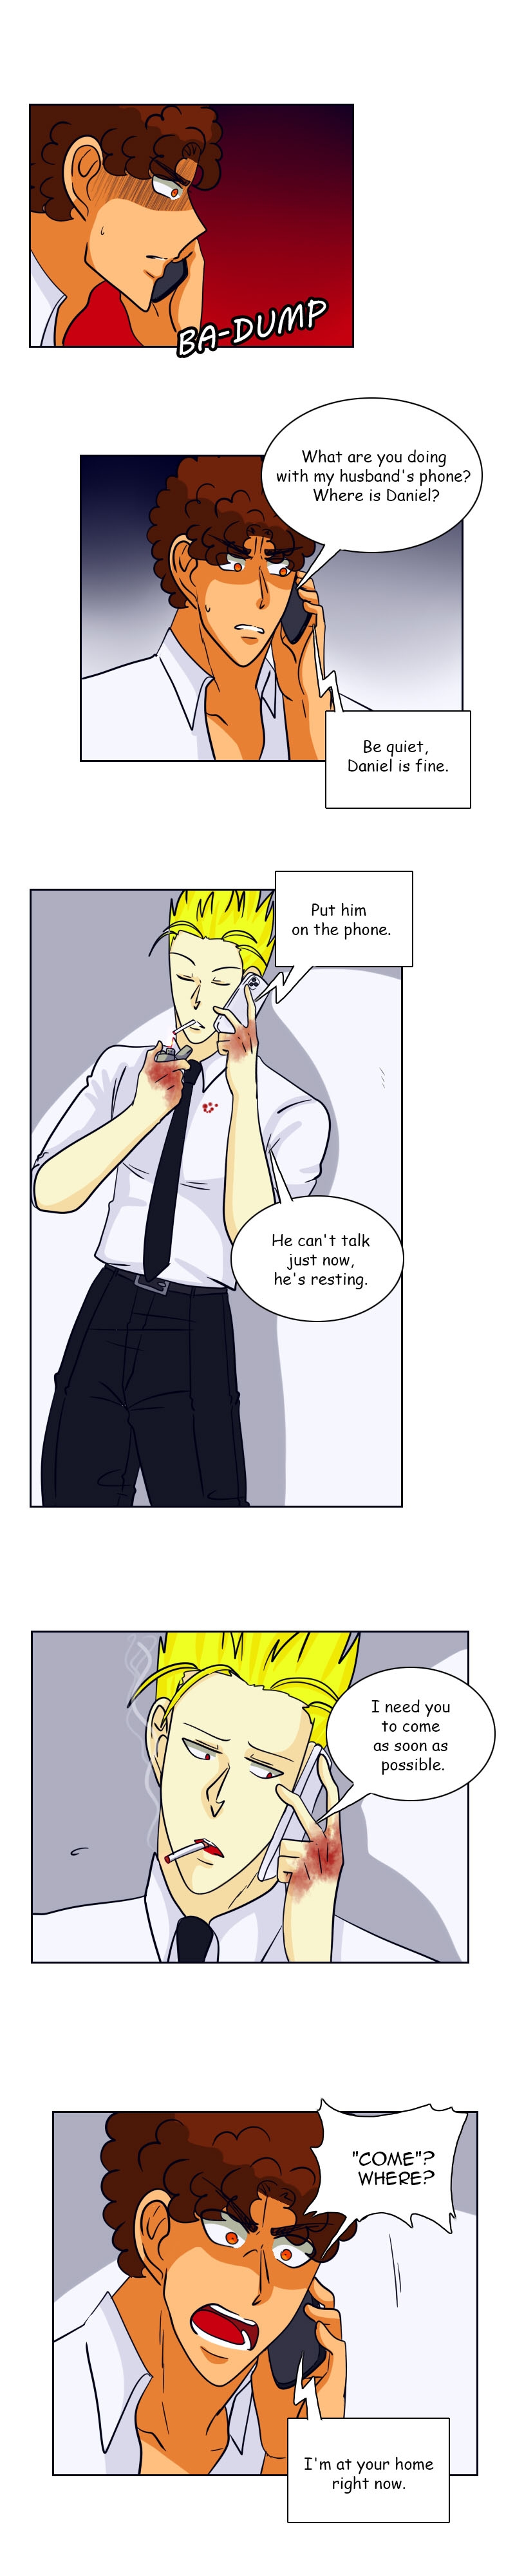 BA-DUMP
What are you doing
with my husband's phone?
Where is Daniel?
Be quiet,
Daniel is fine.
Put him
on the phone.
He can't talk
just now,
he's resting.
I need you
to come
as soon as
possible.
"COME"?
WHERE?
I'm at your home
right now.